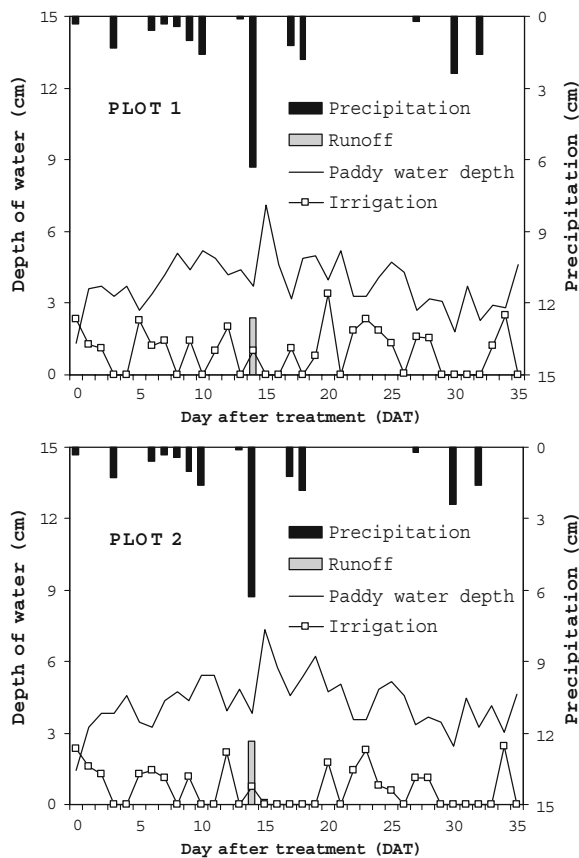 15
12
9
6
3
0
Depth of water (cm)
PLOT 1
Precipitation
Runoff
Paddy water depth
Irrigation
0
3
6
9
12
15
Precipitation (cm)
0 5 10 15 20 25 30 35
Day after treatment (DAT)
15
12
9
6
3
0
Depth of water (cm)
PLOT 2
Precipitation
Runoff
Paddy water depth
Irrigation
0
3
6
9
12
15
Precipitation (cm)
0 5 10 15 20 25 30 35
Day after treatment (DAT)